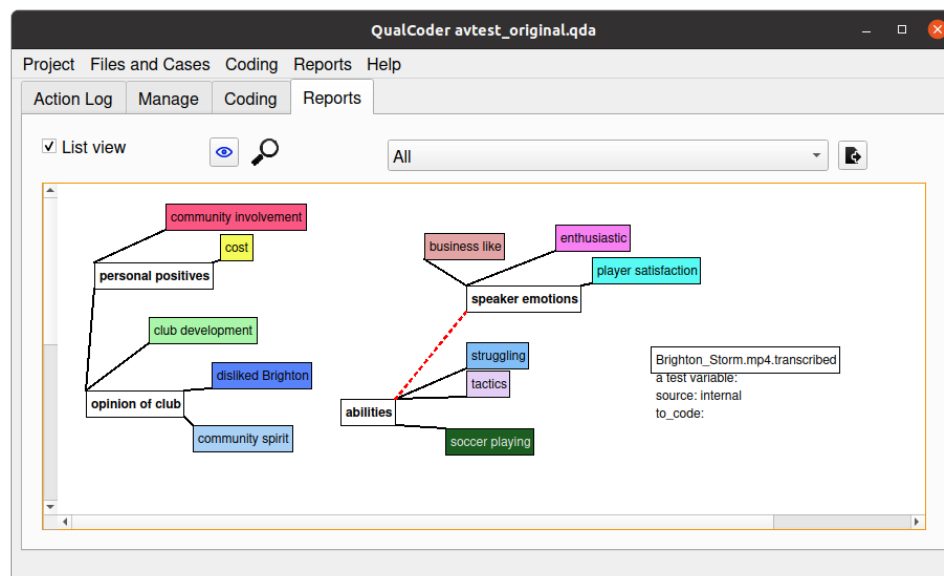 QualCoder avtest_original.qda
Project Files and Cases Coding Reports Help
Action Log Manage Coding Reports
List view
All
community involvement
cost
personal positives
club development
disliked Brighton
opinion of club
community spirit
business like
enthusiastic
player satisfaction
speaker emotions
struggling
tactics
abilities
soccer playing
Brighton_Storm.mp4.transcribed
a test variable:
source: internal
to_code: